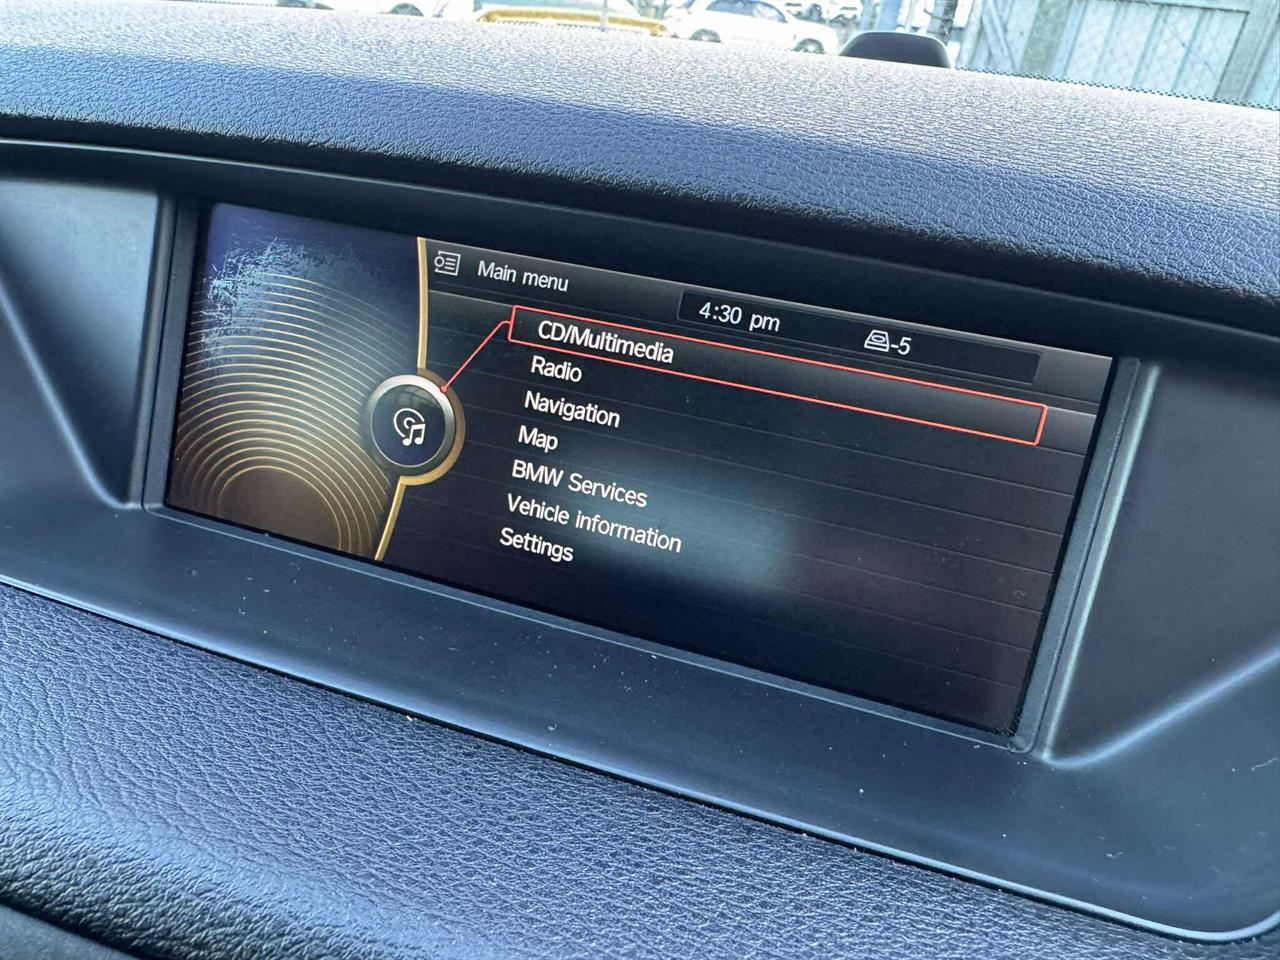 Main menu
4:30 pm
-5
CD/Multimedia
Radio
Navigation
Map
BMW Services
Vehicle information
Settings